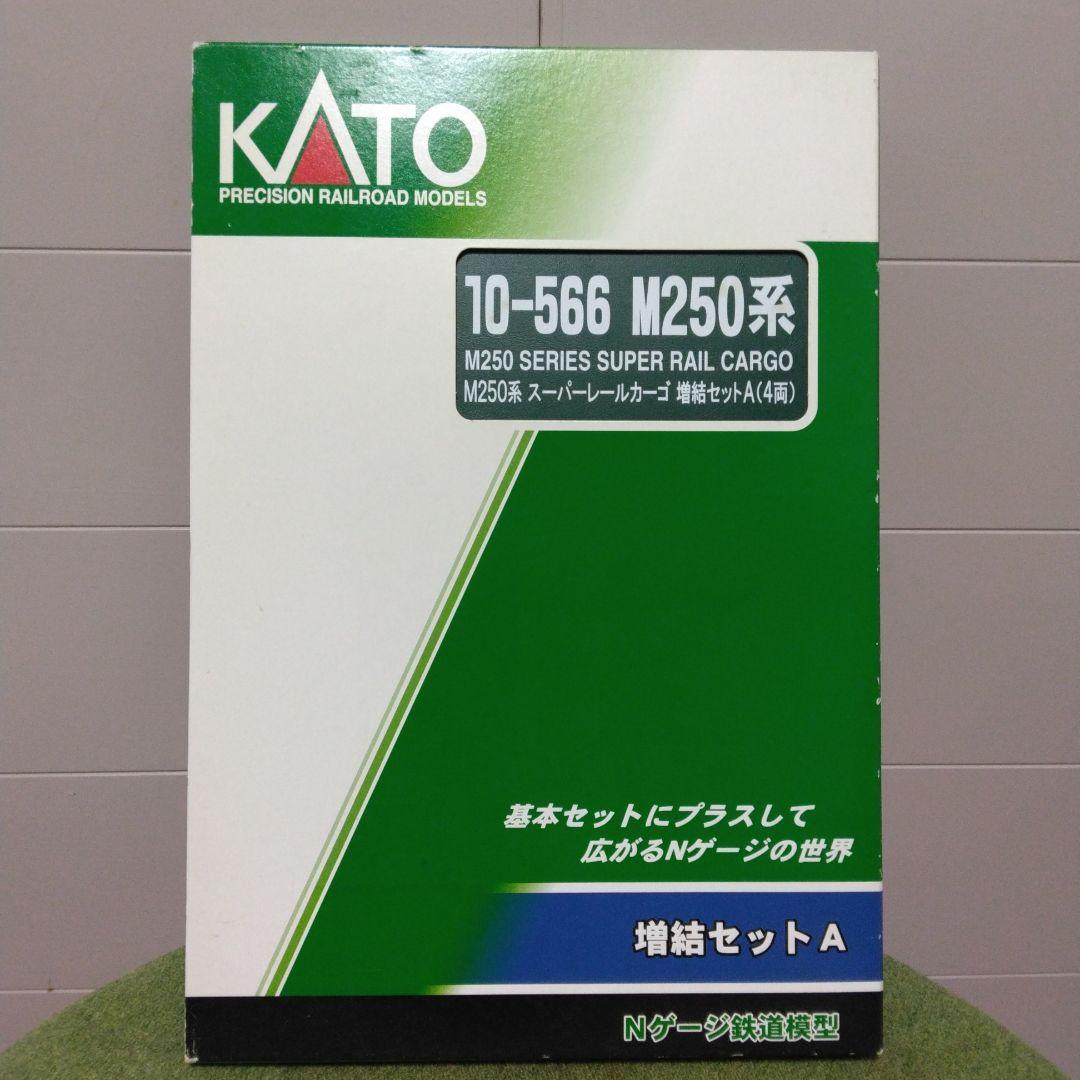 KATO
PRECISION RAILROAD MODELS
10-566 M250系
M250 SERIES SUPER RAIL CARGO
M250系 スーパーレールカーゴ 増結セットA(4両)
基本セットにプラスして
広がるNゲージの世界
増結セットA
Nゲージ鉄道模型